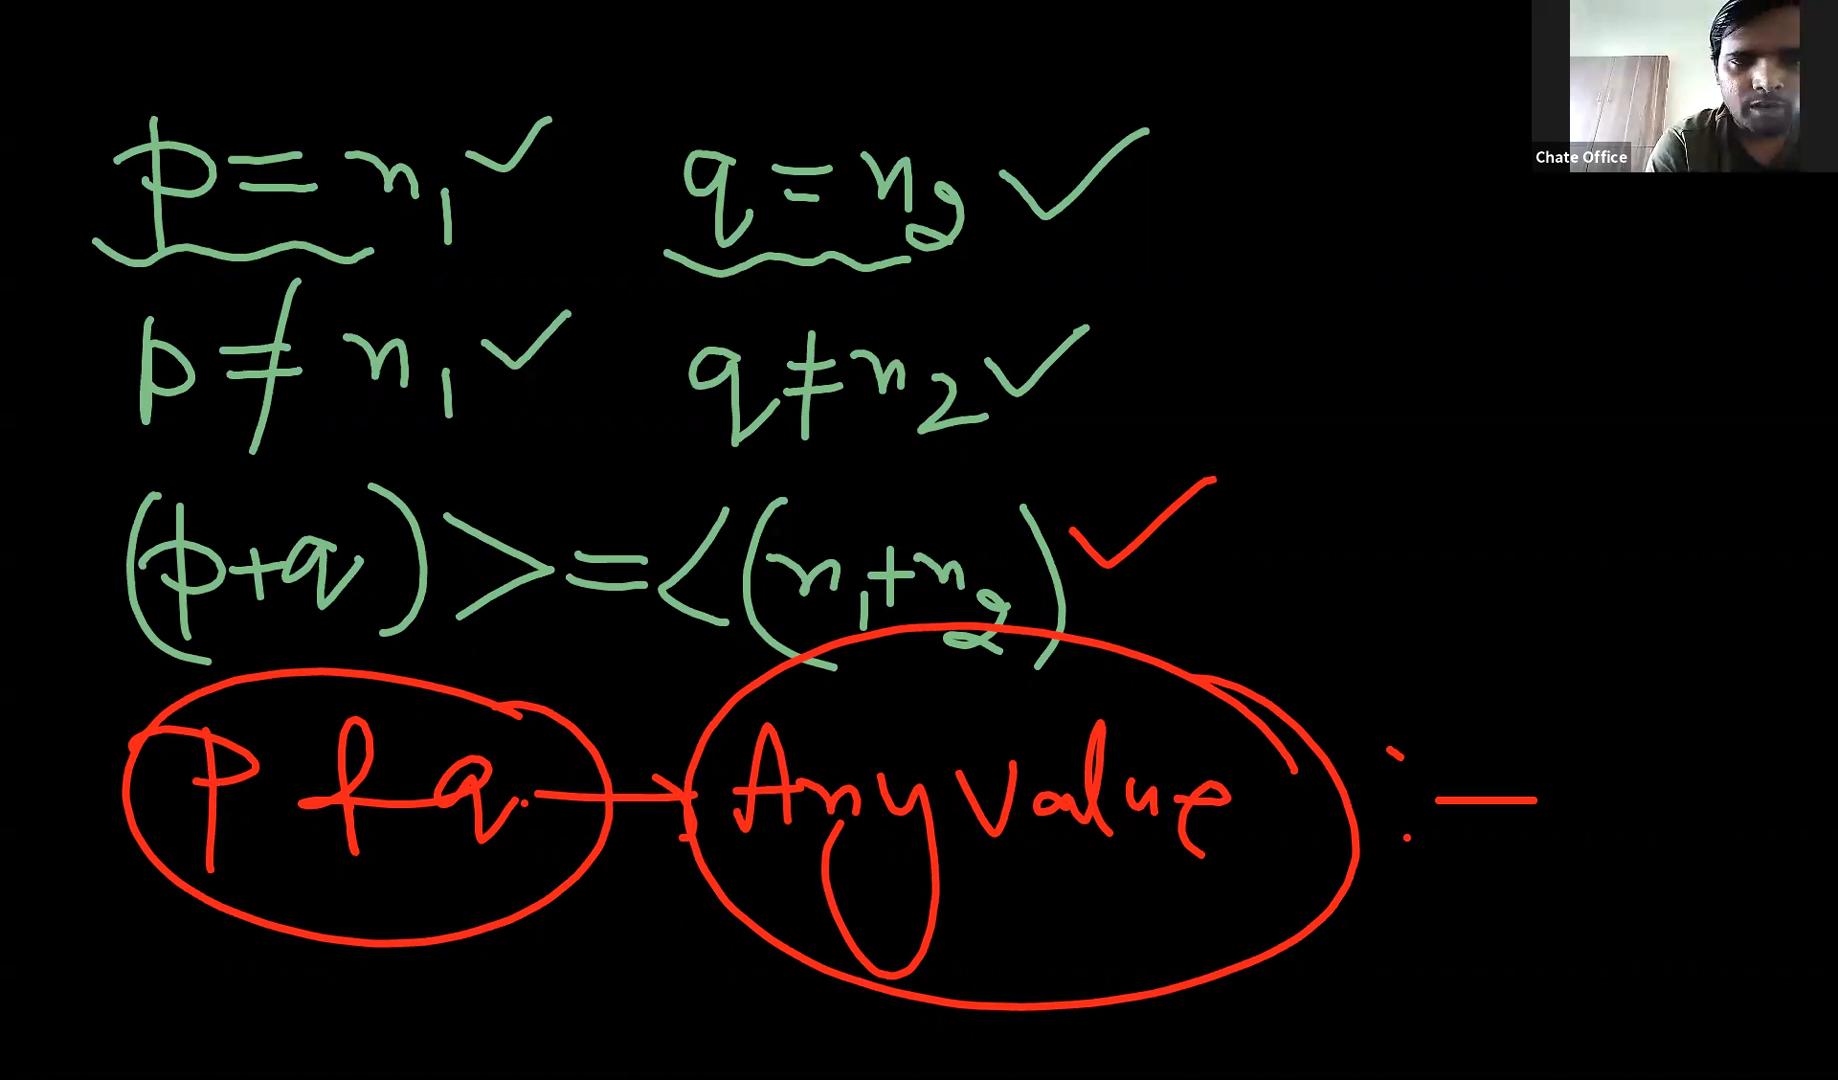 Chate Office
p = n₁ ✓ q = n₂ ✓
p ≠ n₁ ✓ q ≠ n₂ ✓
(p+q) > = < (n₁+n₂) ✓
P & q. → Any value :—